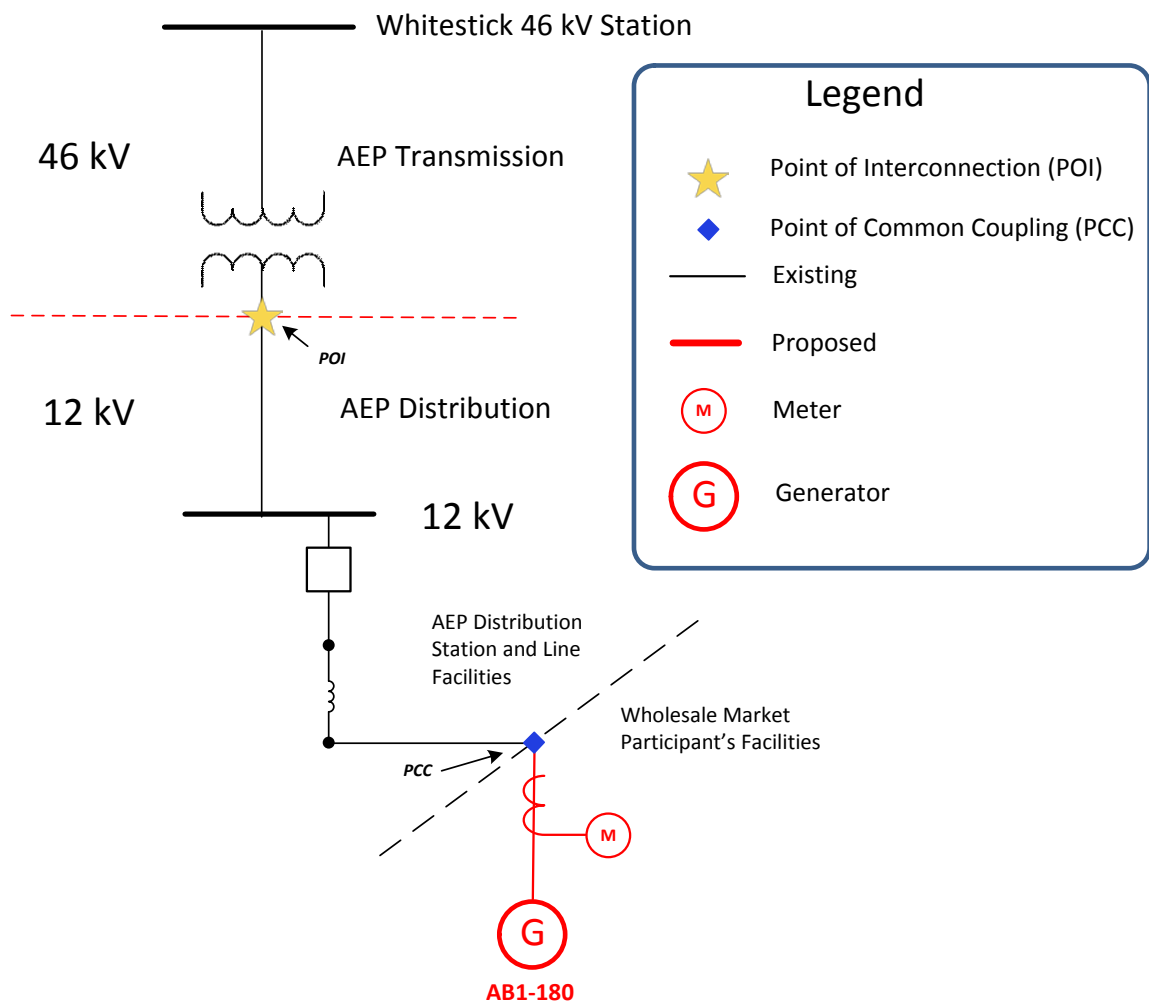 Whitestick 46 kV Station
46 kV
AEP Transmission
POI
12 kV
AEP Distribution
12 kV
AEP Distribution
Station and Line
Facilities
Wholesale Market
Participant's Facilities
PCC
M
G
AB1-180
Legend
Point of Interconnection (POI)
Point of Common Coupling (PCC)
Existing
Proposed
M
Meter
G
Generator